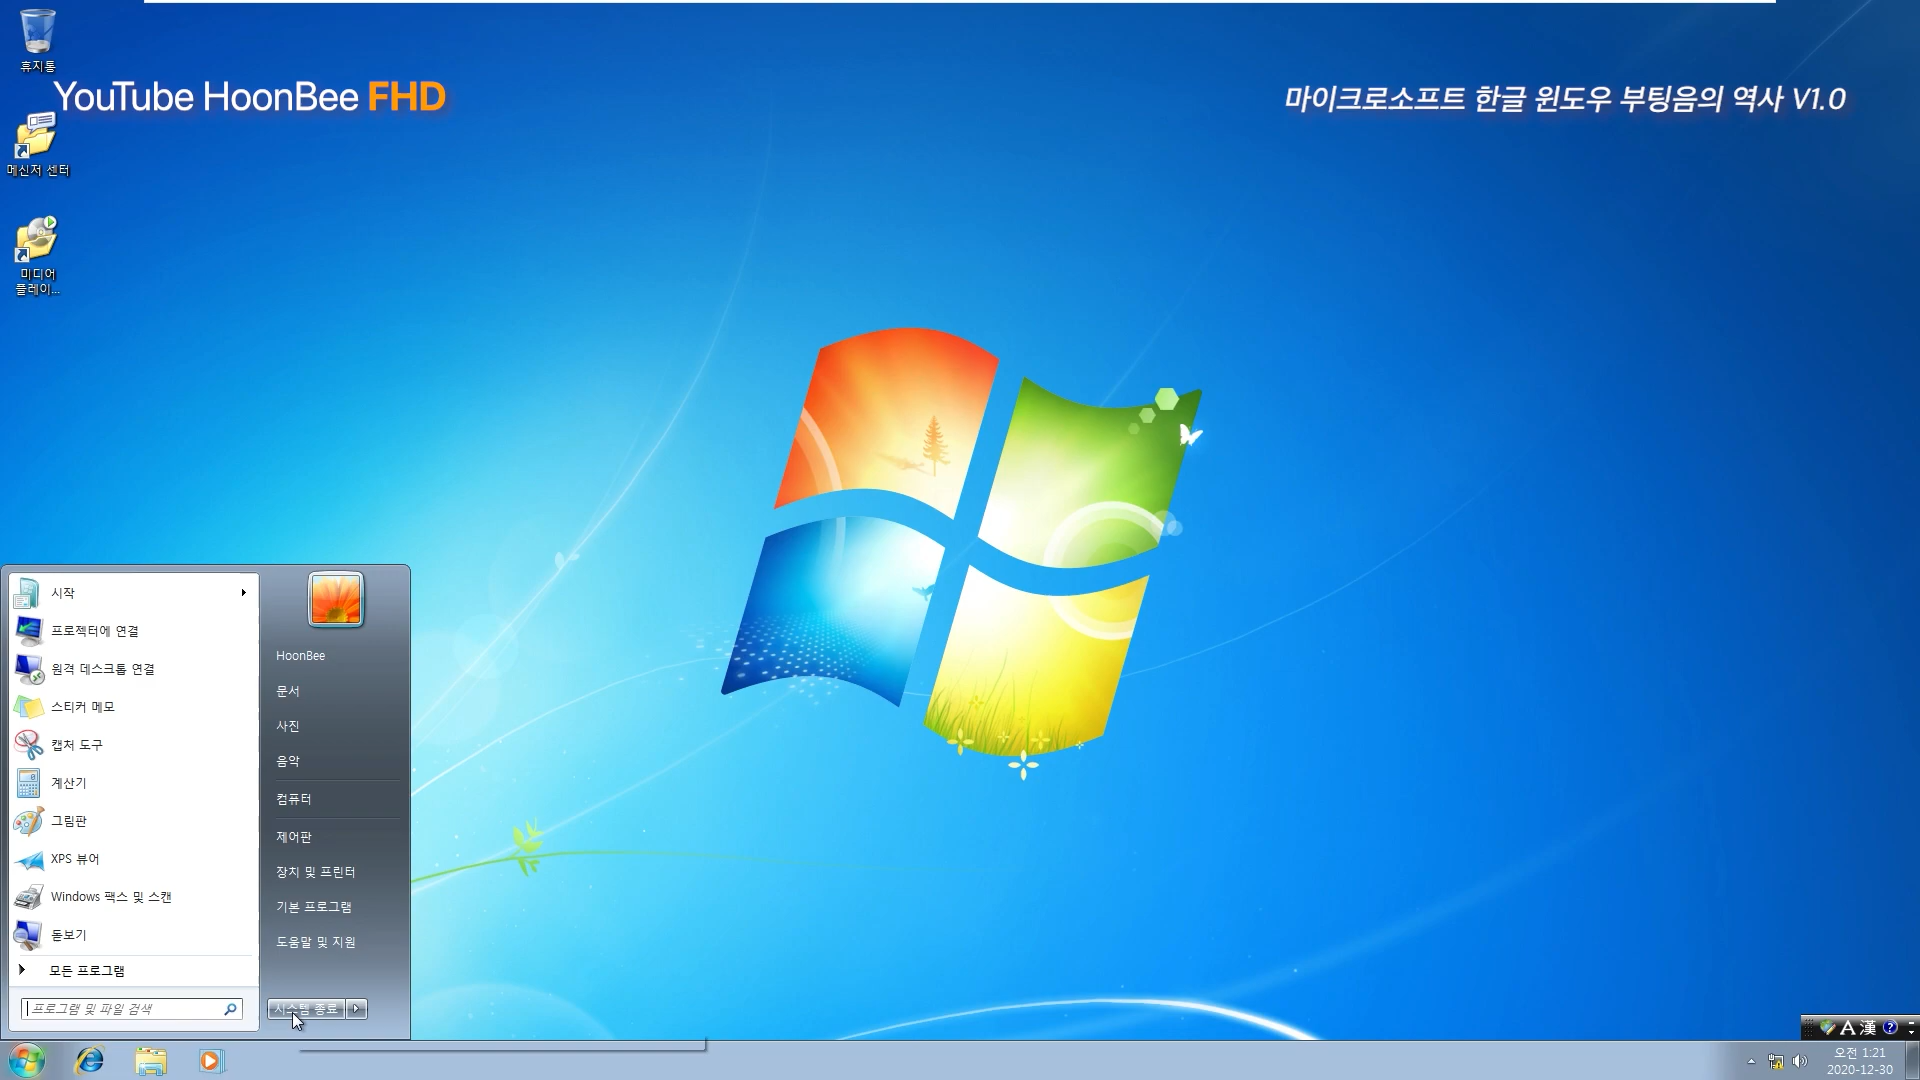 휴지통
YouTube HoonBee FHD
마이크로소프트 한글 윈도우 부팅음의 역사 V1.0
메신저 센터
미디어
플레이...
시작
프로젝터에 연결
원격 데스크톱 연결
스티커 메모
캡처 도구
계산기
그림판
XPS 뷰어
Windows 팩스 및 스캔
돋보기
모든 프로그램
프로그램 및 파일 검색
HoonBee
문서
사진
음악
컴퓨터
제어판
장치 및 프린터
기본 프로그램
도움말 및 지원
시스템 종료
A 漢
오전 1:21
2020-12-30